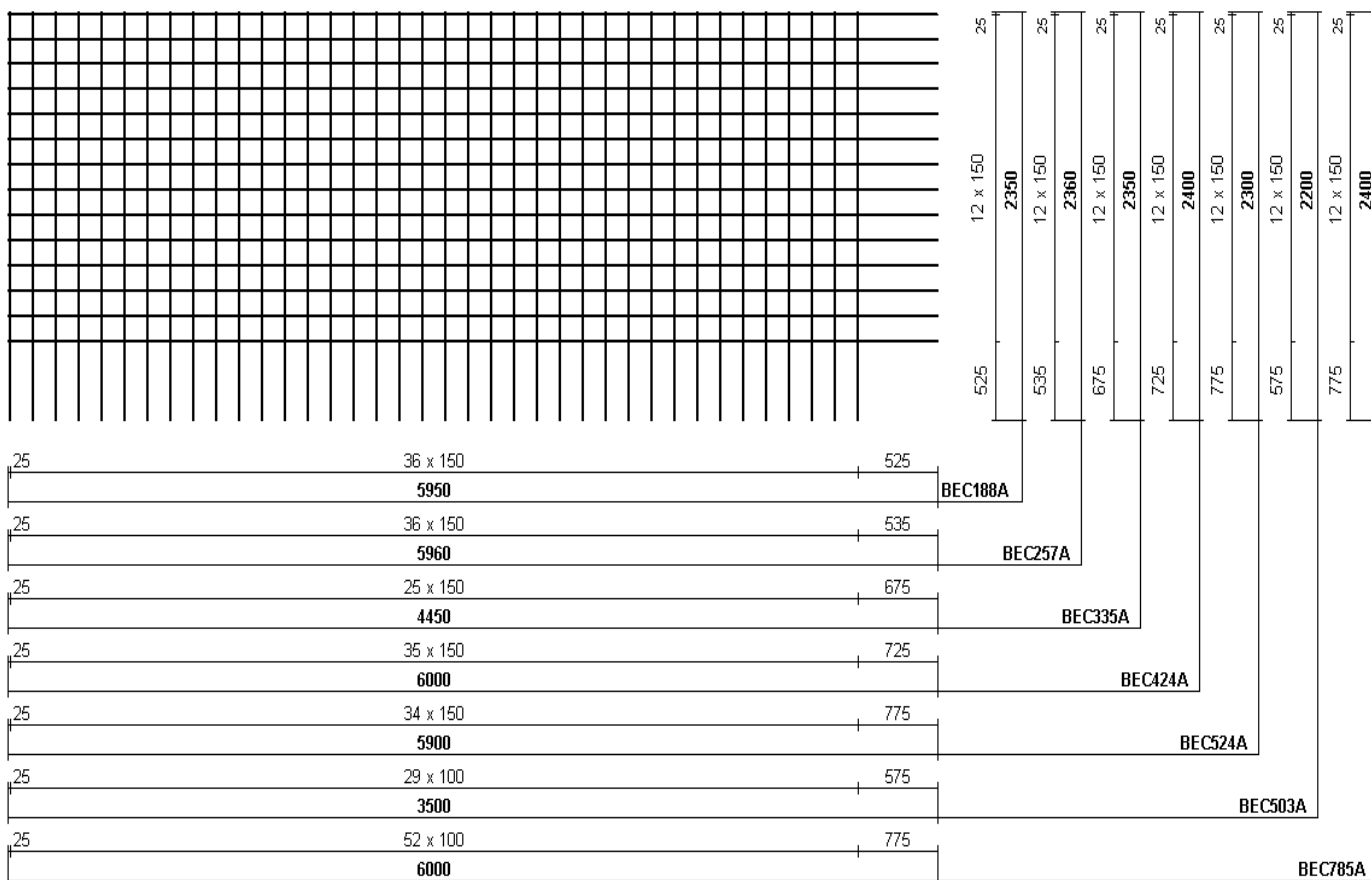 25 25 25 25 25 25 25
12 x 150 2350 12 x 150 2360 12 x 150 2350 12 x 150 2400 12 x 150 2300 12 x 150 2200 12 x 150 2400
525 535 675 725 775 575 775
25 36 x 150 525
5950 BEC188A
25 36 x 150 535
5960 BEC257A
25 25 x 150 675
4450 BEC335A
25 35 x 150 725
6000 BEC424A
25 34 x 150 775
5900 BEC524A
25 29 x 100 575
3500 BEC503A
25 52 x 100 775
6000 BEC785A